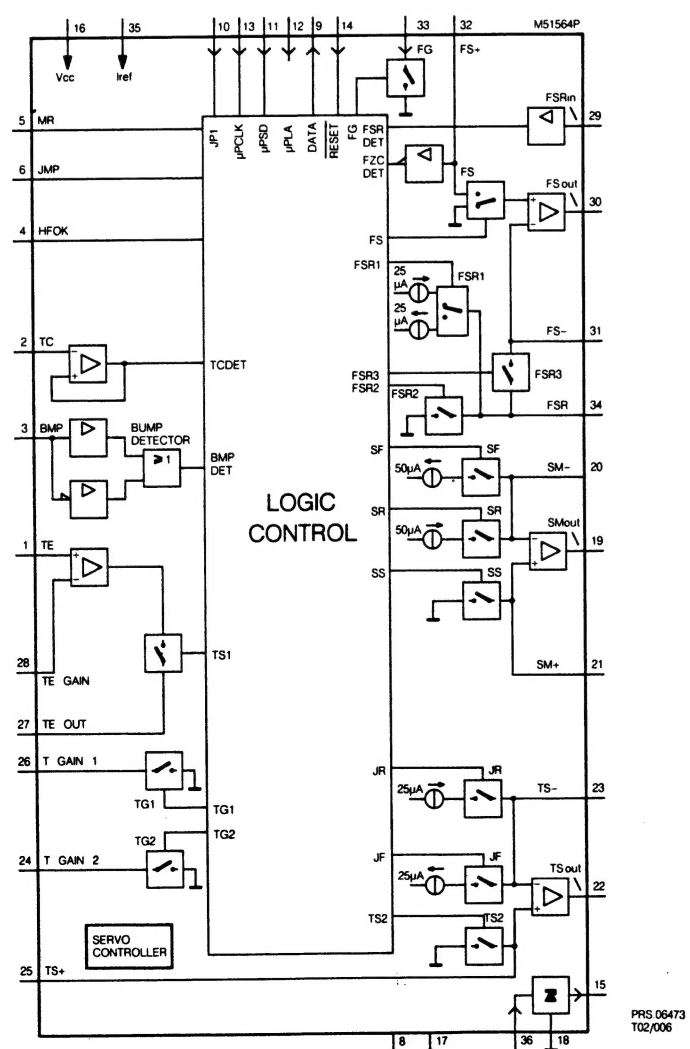 16 35 10 13 11 12 9 14 33 32 M51564P
Vcc Iref FG FS+
5 MR
6 JMP
4 HFOK
2 TC
3 BMP
BUMP
DETECTOR
≥ 1
1 TE
28
TE GAIN
27 TE OUT
26 T GAIN 1
TG1
TG2
24 T GAIN 2
SERVO
CONTROLLER
25 TS+
JP1
µPCLK
µPSD
µPLA
DATA
RESET
FG
FSR
DET
FZC
DET
FS
FSR1
TCDET
FSR3
FSR2
BMP
DET
SF
LOGIC
CONTROL
SR
SS
TS1
JR
TG1
TG2
JF
TS2
FSRin 29
FS
FSout 30
25
µA
25
µA
FSR1
FS- 31
FSR3
FSR2
FSR 34
SF
50µA
SM- 20
SR
50µA
SMout 19
SS
SM+ 21
JR
25µA
TS- 23
JF
25µA
TSout 22
TS2
15
8 17 36 18
PRS.06473
T02/006